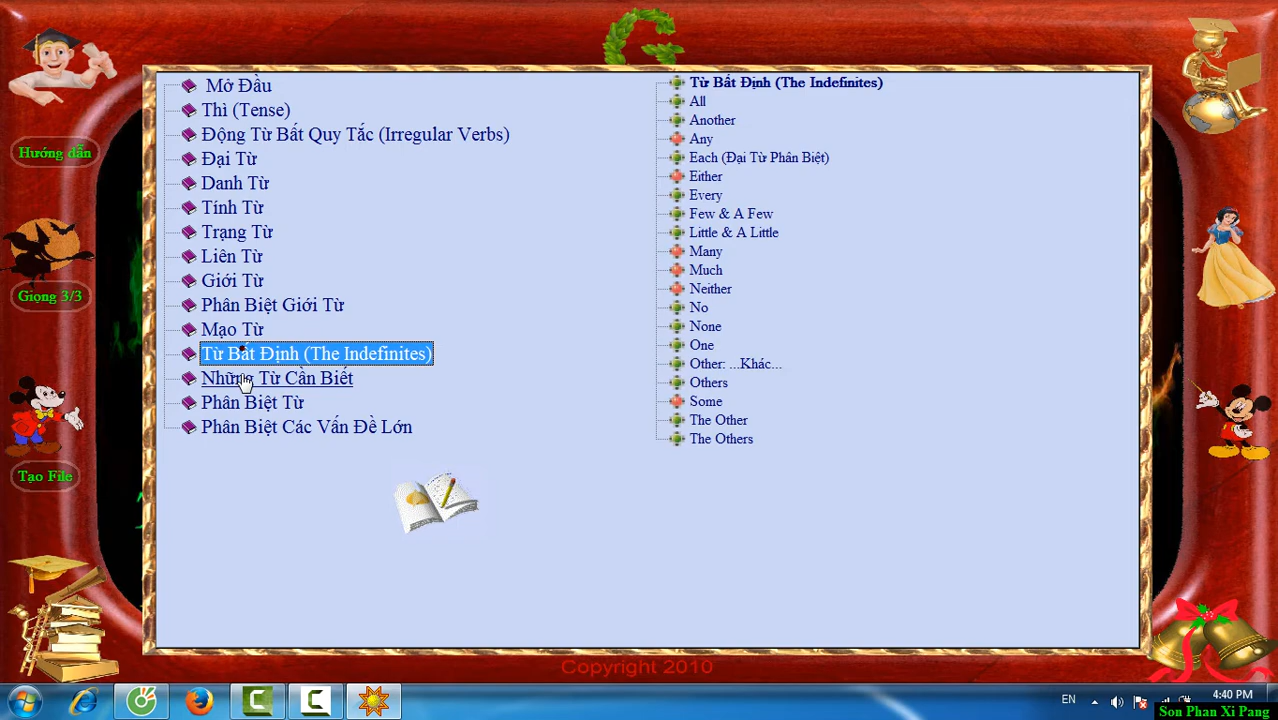 Hướng dẫn
Giọng 3/3
Tạo File
Mở Đầu
Thì (Tense)
Động Từ Bất Quy Tắc (Irregular Verbs)
Đại Từ
Danh Từ
Tính Từ
Trạng Từ
Liên Từ
Giới Từ
Phân Biệt Giới Từ
Mạo Từ
Từ Bất Định (The Indefinites)
Những Từ Cần Biết
Phân Biệt Từ
Phân Biệt Các Vấn Đề Lớn
Từ Bất Định (The Indefinites)
All
Another
Any
Each (Đại Từ Phân Biệt)
Either
Every
Few & A Few
Little & A Little
Many
Much
Neither
No
None
One
Other: ...Khác...
Others
Some
The Other
The Others
Copyright 2010
EN
4:40 PM
Son Phan Xi Pang